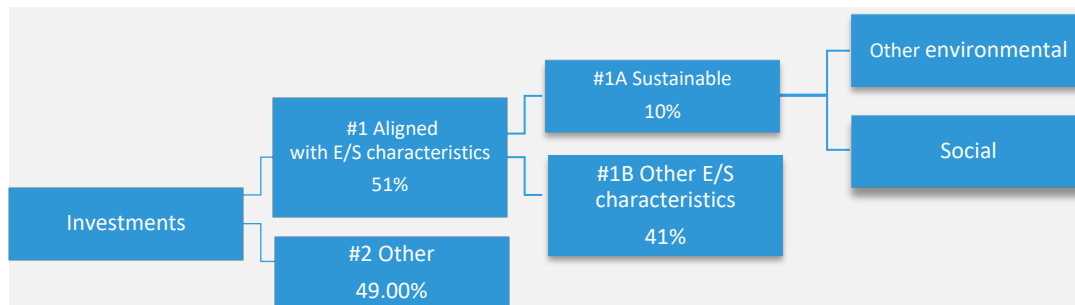 Investments
#1 Aligned
with E/S characteristics
51%
#2 Other
49.00%
#1A Sustainable
10%
#1B Other E/S
characteristics
41%
Other environmental
Social